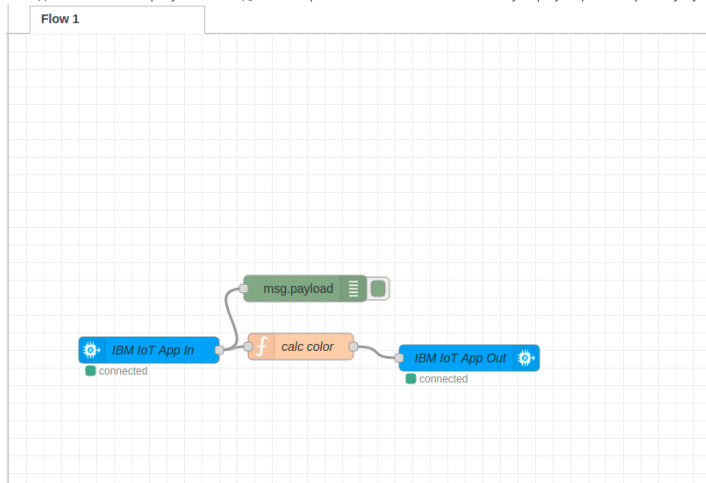 Flow 1
msg.payload
IBM IoT App In
calc color
IBM IoT App Out
connected
connected